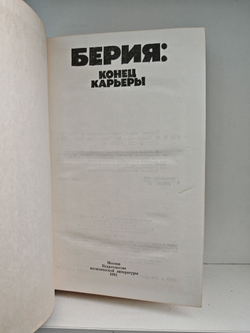 БЕРИЯ:
КОНЕЦ
КАРЬЕРЫ
Москва
Издательство
политической литературы
1991